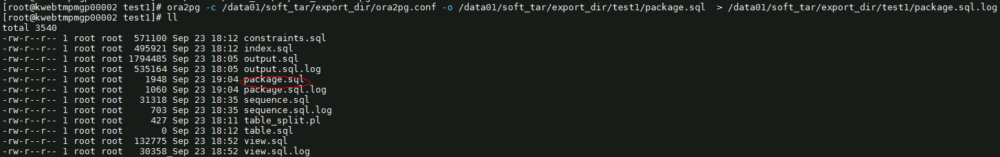 [root@kwebtmpmgp00002 test1]# ora2pg -c /data01/soft_tar/export_dir/ora2pg.conf -o /data01/soft_tar/export_dir/test1/package.sql  > /data01/soft_tar/export_dir/test1/package.sql.log
[root@kwebtmpmgp00002 test1]# ll
total 3540
-rw-r--r-- 1 root root  571100 Sep 23 18:12 constraints.sql
-rw-r--r-- 1 root root  495921 Sep 23 18:12 index.sql
-rw-r--r-- 1 root root 1794485 Sep 23 18:05 output.sql
-rw-r--r-- 1 root root  535164 Sep 23 18:05 output.sql.log
-rw-r--r-- 1 root root    1948 Sep 23 19:04 package.sql
-rw-r--r-- 1 root root    1060 Sep 23 19:04 package.sql.log
-rw-r--r-- 1 root root   31318 Sep 23 18:35 sequence.sql
-rw-r--r-- 1 root root     703 Sep 23 18:35 sequence.sql.log
-rw-r--r-- 1 root root     427 Sep 23 18:11 table_split.pl
-rw-r--r-- 1 root root       0 Sep 23 18:12 table.sql
-rw-r--r-- 1 root root  132775 Sep 23 18:52 view.sql
-rw-r--r-- 1 root root   30358 Sep 23 18:52 view.sql.log